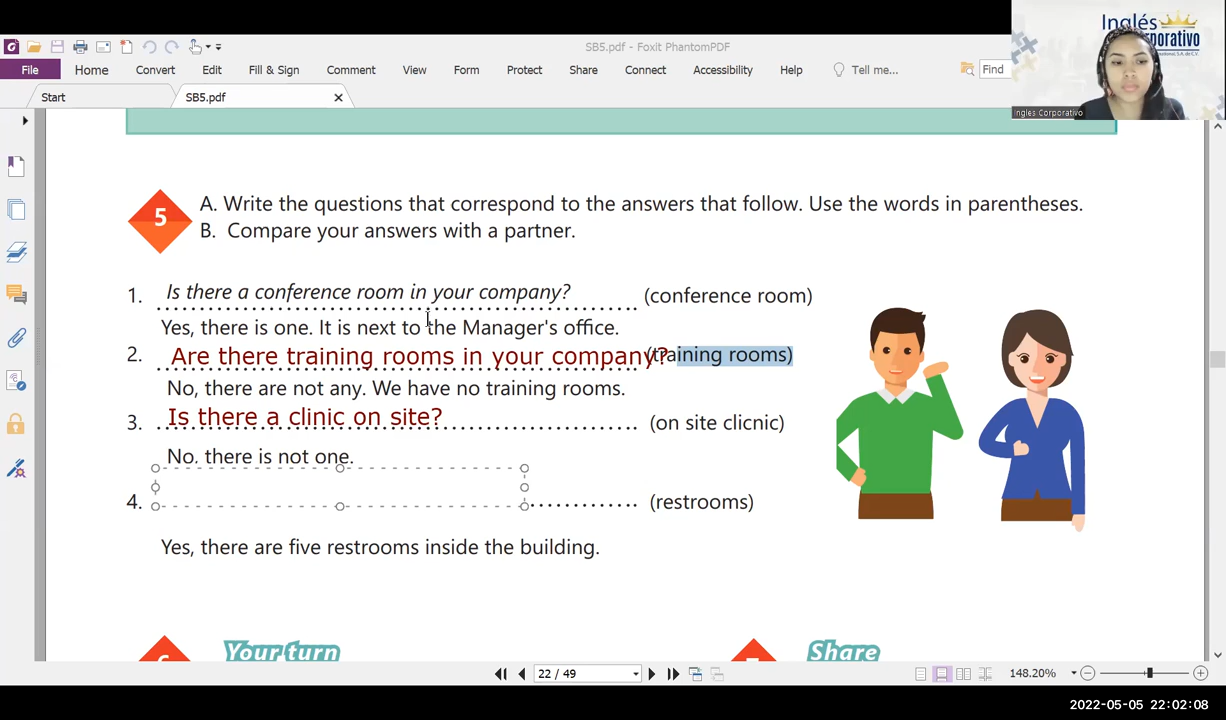 SB5.pdf - Foxit PhantomPDF
Inglés
Corporativo
File Home Convert Edit Fill & Sign Comment View Form Protect Share Connect Accessibility Help Tell me... Find
Ingles Corporativo
Start SB5.pdf
5 A. Write the questions that correspond to the answers that follow. Use the words in parentheses.
B. Compare your answers with a partner.
1. Is there a conference room in your company? (conference room)
Yes, there is one. It is next to the Manager's office.
2. Are there training rooms in your company? (training rooms)
No, there are not any. We have no training rooms.
3. Is there a clinic on site? (on site clicnic)
No. there is not one.
4. (restrooms)
Yes, there are five restrooms inside the building.
Your turn Share
22 / 49 148.20%
2022-05-05 22:02:08